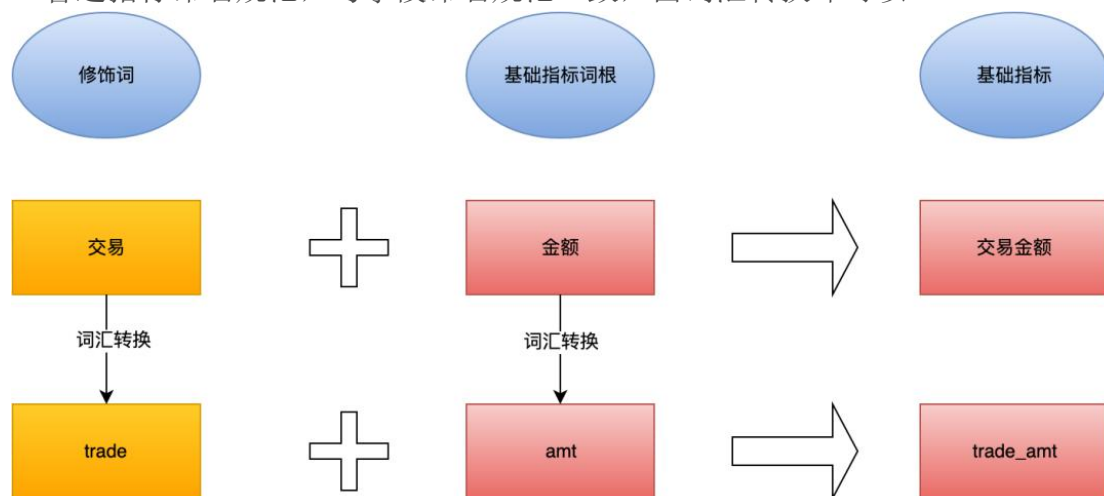 修饰词
基础指标词根
基础指标
交易
金额
交易金额
词汇转换
词汇转换
trade
amt
trade_amt